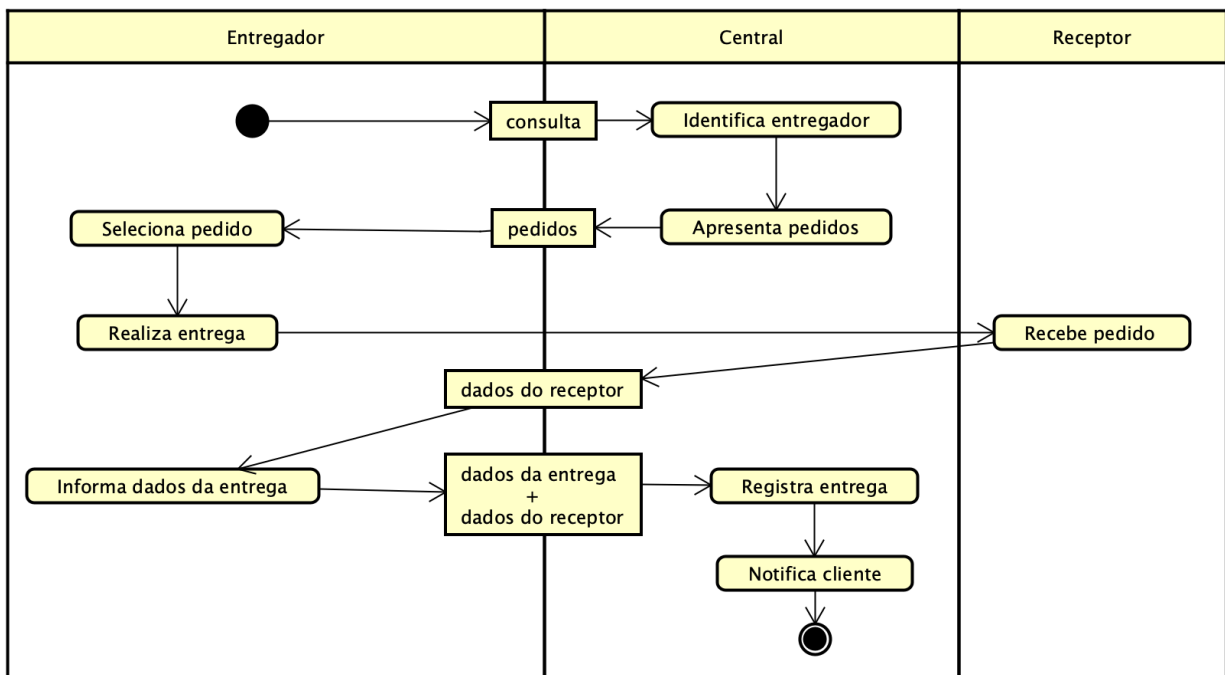 Entregador
Central
Receptor
consulta
Identifica entregador
Seleciona pedido
pedidos
Apresenta pedidos
Realiza entrega
Recebe pedido
dados do receptor
Informa dados da entrega
dados da entrega
+
dados do receptor
Registra entrega
Notifica cliente